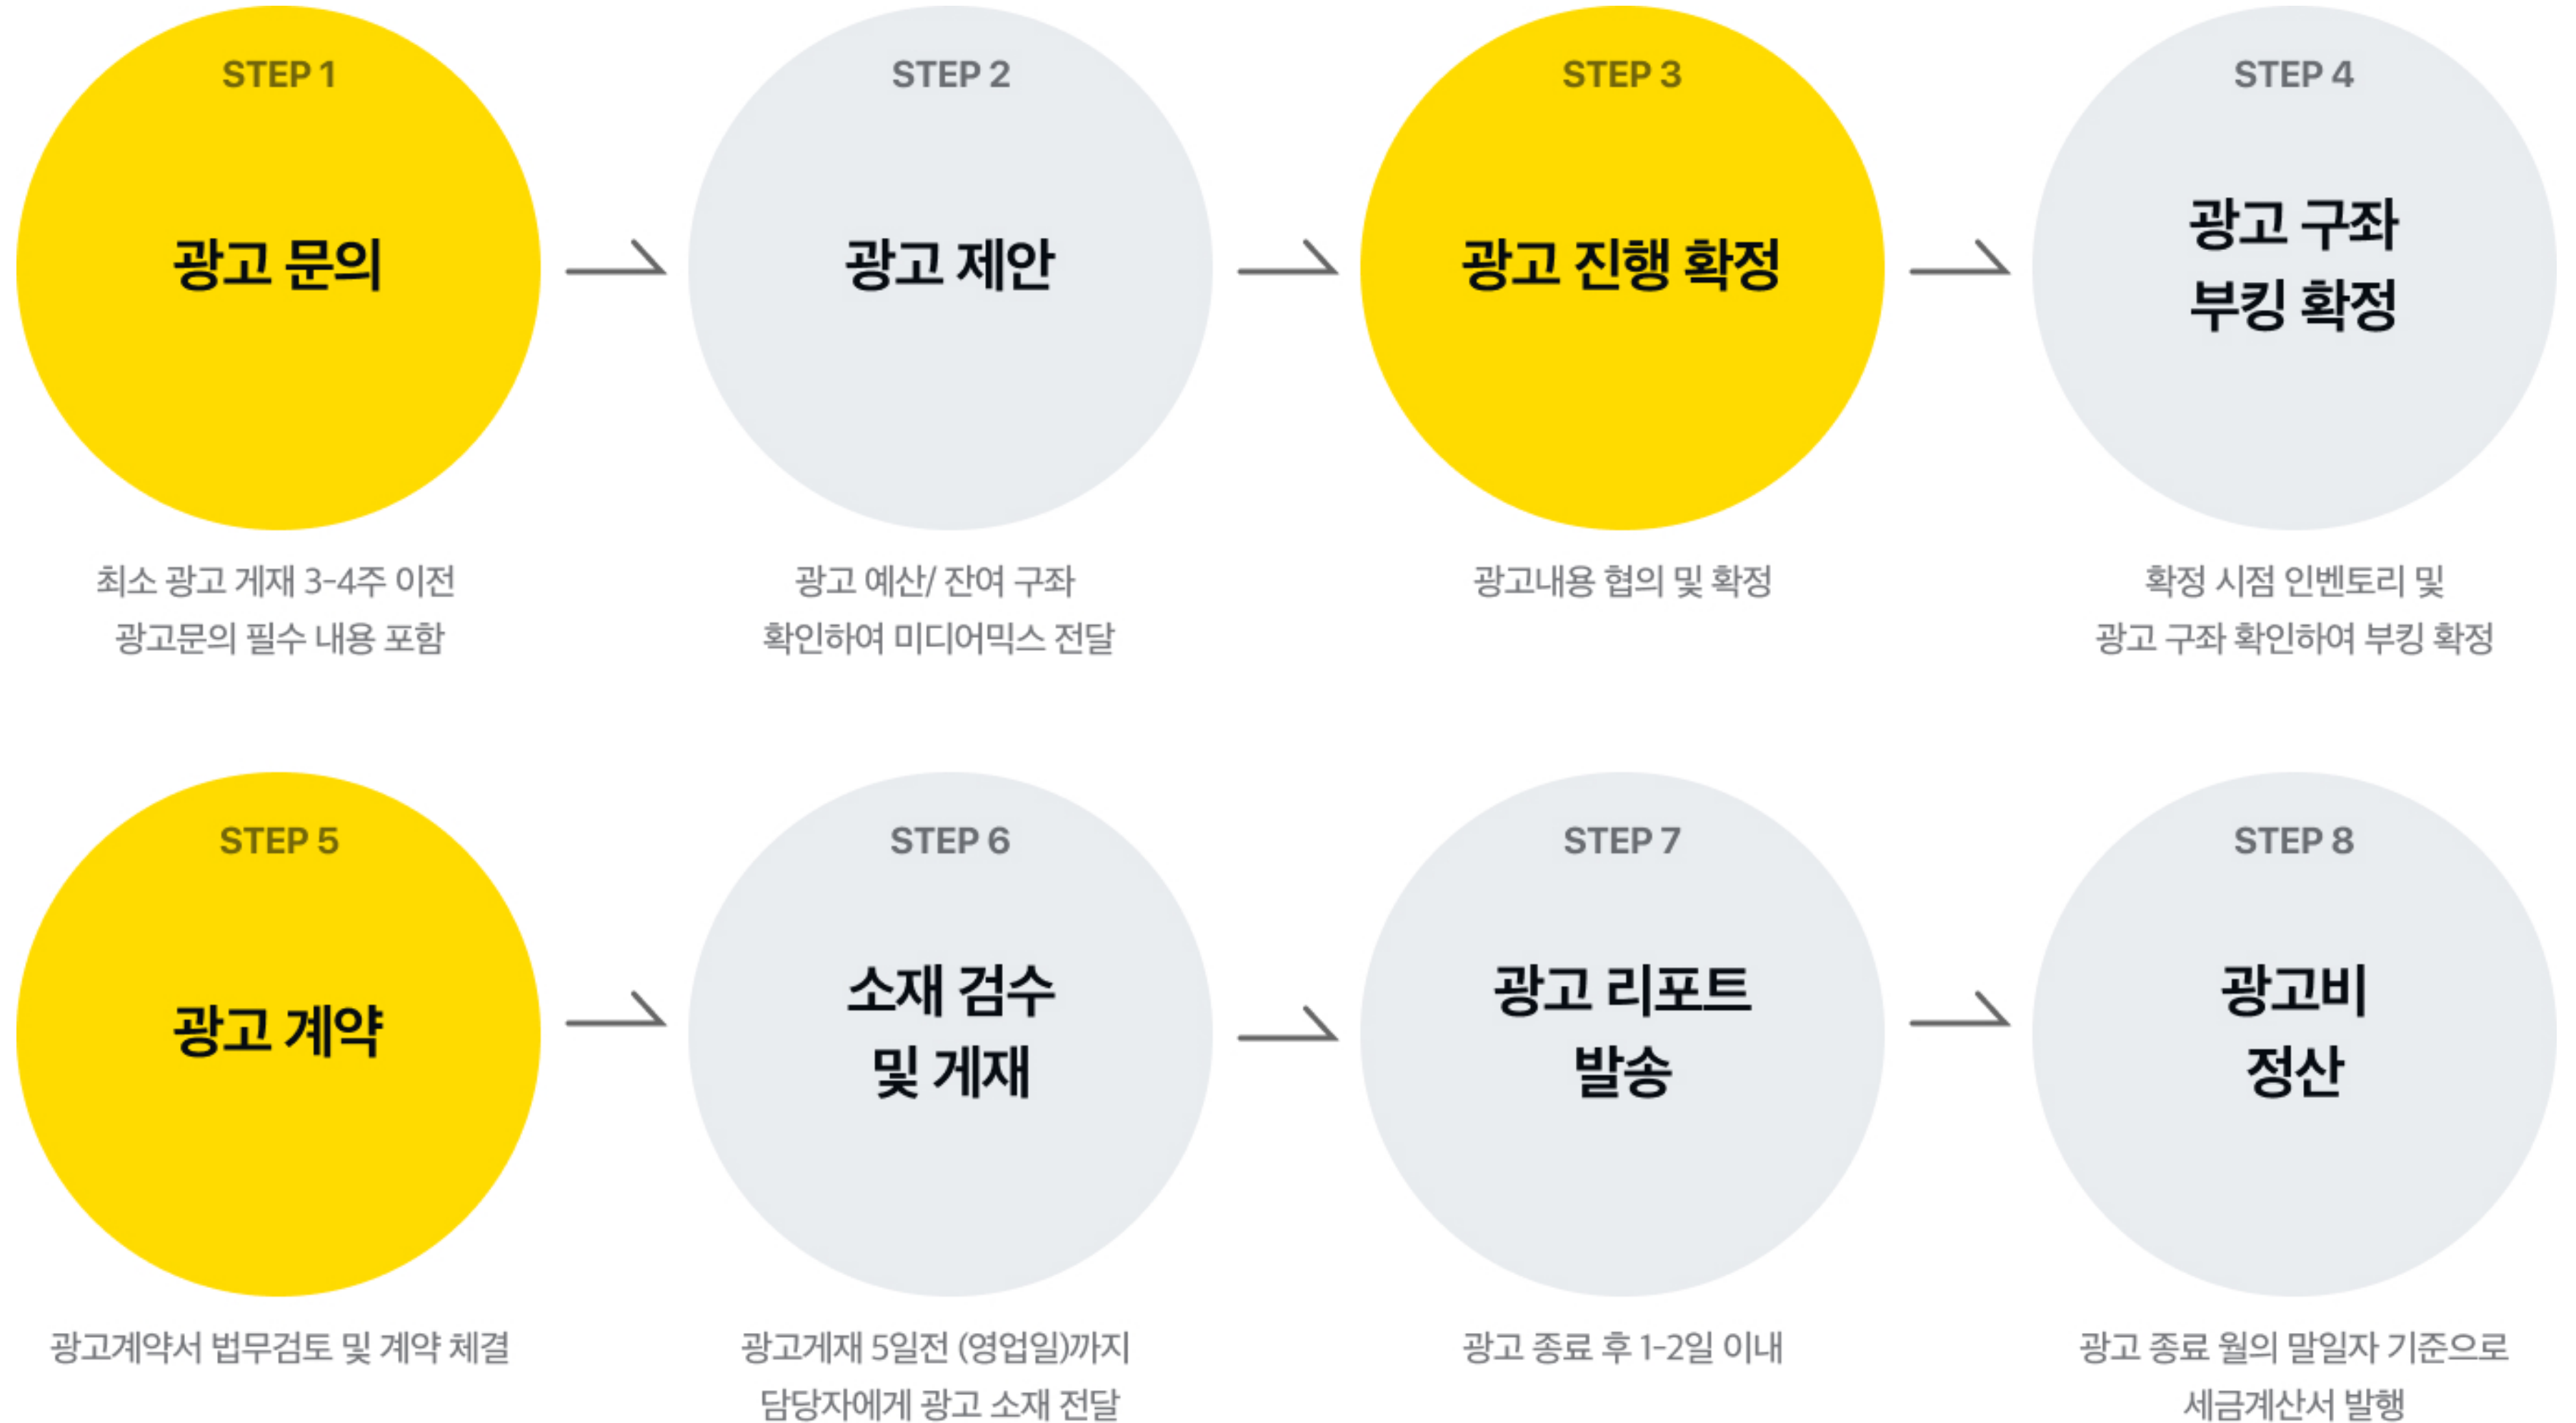 STEP 1
광고 문의
최소 광고 게재 3-4주 이전
광고문의 필수 내용 포함
STEP 2
광고 제안
광고 예산/ 잔여 구좌
확인하여 미디어믹스 전달
STEP 3
광고 진행 확정
광고내용 협의 및 확정
STEP 4
광고 구좌
부킹 확정
확정 시점 인벤토리 및
광고 구좌 확인하여 부킹 확정
STEP 5
광고 계약
광고계약서 법무검토 및 계약 체결
STEP 6
소재 검수
및 게재
광고게재 5일전 (영업일)까지
담당자에게 광고 소재 전달
STEP 7
광고 리포트
발송
광고 종료 후 1-2일 이내
STEP 8
광고비
정산
광고 종료 월의 말일자 기준으로
세금계산서 발행